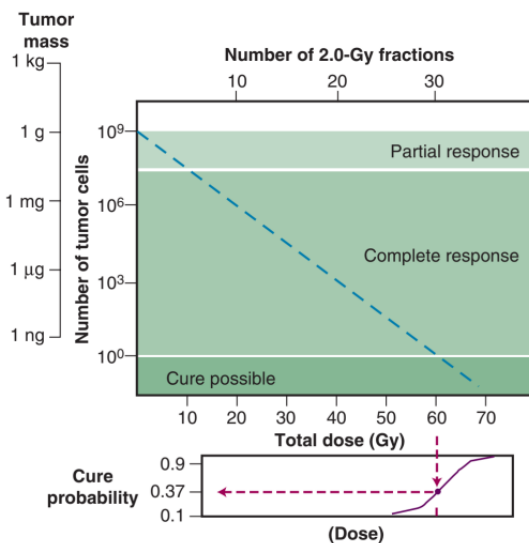 Tumor
mass
Number of 2.0-Gy fractions
1 kg
10 20 30
1 g
10⁹
Partial response
1 mg
10⁶
Number of tumor cells
Complete response
1 µg
10³
1 ng
10⁰
Cure possible
10 20 30 40 50 60 70
Total dose (Gy)
0.9
Cure
probability
0.37
0.1
(Dose)